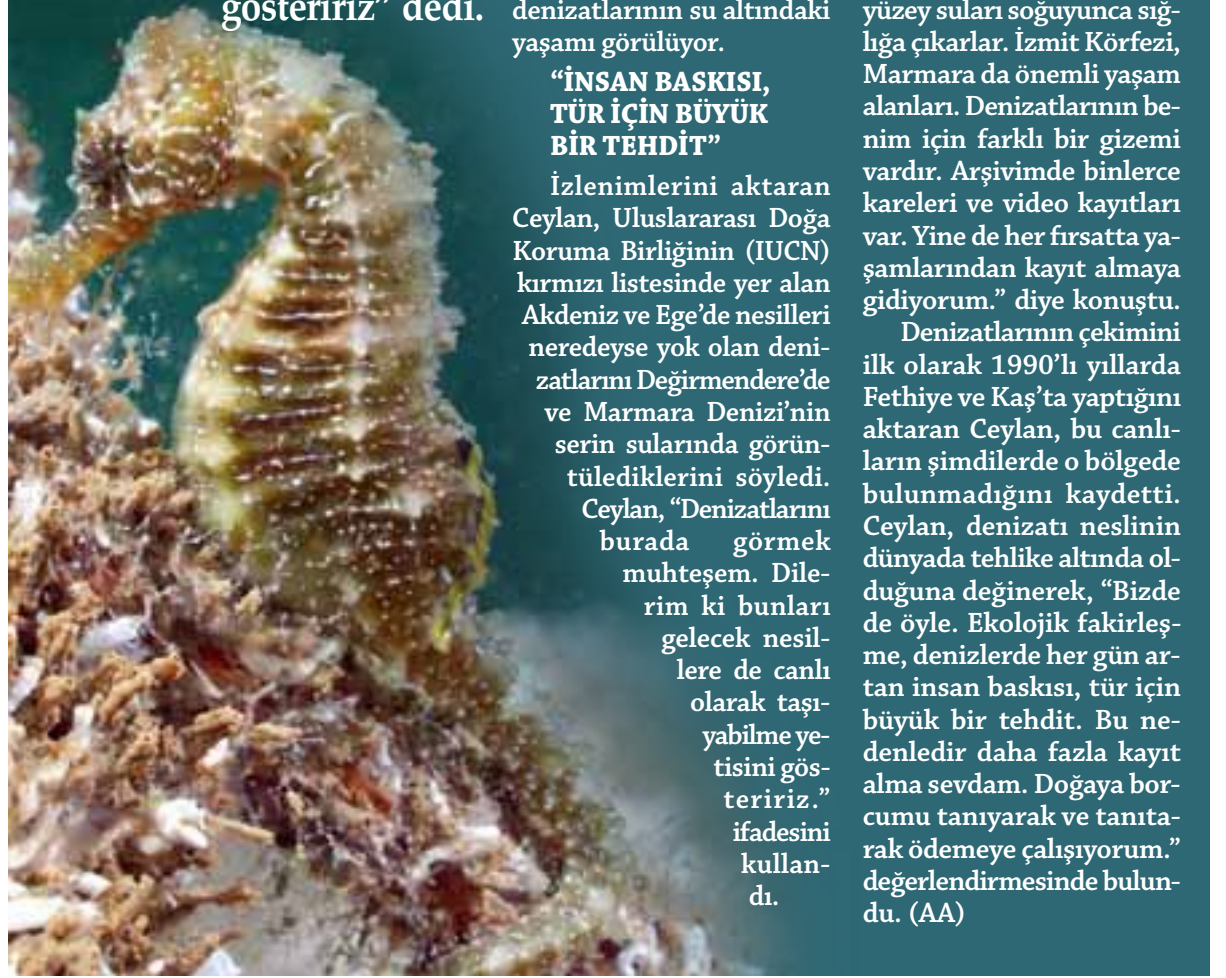 gösteririz” dedi.
denizatlarının su altındaki
yaşamı görülüyor.
“İNSAN BASKISI,
TÜR İÇİN BÜYÜK
BİR TEHDİT”
İzlenimlerini aktaran
Ceylan, Uluslararası Doğa
Koruma Birliğinin (IUCN)
kırmızı listesinde yer alan
Akdeniz ve Ege’de nesilleri
neredeyse yok olan deni-
zatlarını Değirmendere’de
ve Marmara Denizi’nin
serin sularında görün-
tülediklerini söyledi.
Ceylan, “Denizatlarını
burada görmek
muhteşem. Dile-
rim ki bunları
gelecek nesil-
lere de canlı
olarak taşı-
yabilme ye-
tisini gös-
teririz.”
ifadesini
kullan-
dı.
yüzey suları soğuyunca sığ-
lığa çıkarlar. İzmit Körfezi,
Marmara da önemli yaşam
alanları. Denizatlarının be-
nim için farklı bir gizemi
vardır. Arşivimde binlerce
kareleri ve video kayıtları
var. Yine de her fırsatta ya-
şamlarından kayıt almaya
gidiyorum.” diye konuştu.
Denizatlarının çekimini
ilk olarak 1990’lı yıllarda
Fethiye ve Kaş’ta yaptığını
aktaran Ceylan, bu canlı-
ların şimdilerde o bölgede
bulunmadığını kaydetti.
Ceylan, denizatı neslinin
dünyada tehlike altında ol-
duğuna değinerek, “Bizde
de öyle. Ekolojik fakirleş-
me, denizlerde her gün ar-
tan insan baskısı, tür için
büyük bir tehdit. Bu ne-
denledir daha fazla kayıt
alma sevdam. Doğaya bor-
cumu tanıyarak ve tanıta-
rak ödemeye çalışıyorum.”
değerlendirmesinde bulun-
du. (AA)